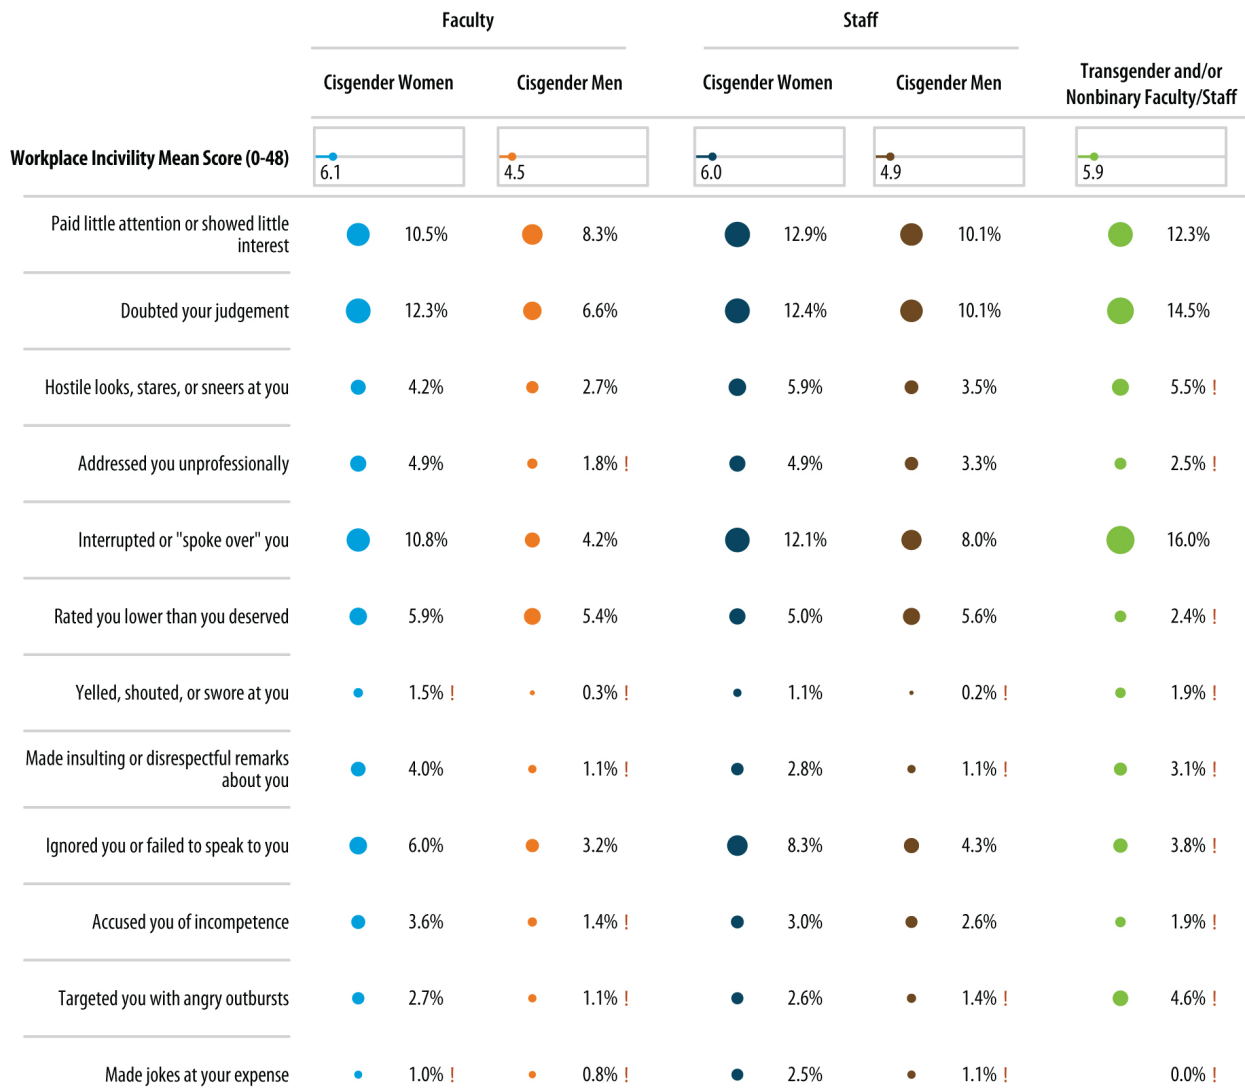 Faculty Staff
Cisgender Women Cisgender Men Cisgender Women Cisgender Men Transgender and/or
Nonbinary Faculty/Staff
Workplace Incivility Mean Score (0-48) 6.1 4.5 6.0 4.9 5.9
Paid little attention or showed little
interest 10.5% 8.3% 12.9% 10.1% 12.3%
Doubted your judgement 12.3% 6.6% 12.4% 10.1% 14.5%
Hostile looks, stares, or sneers at you 4.2% 2.7% 5.9% 3.5% 5.5% !
Addressed you unprofessionally 4.9% 1.8% ! 4.9% 3.3% 2.5% !
Interrupted or "spoke over" you 10.8% 4.2% 12.1% 8.0% 16.0%
Rated you lower than you deserved 5.9% 5.4% 5.0% 5.6% 2.4% !
Yelled, shouted, or swore at you 1.5% ! 0.3% ! 1.1% 0.2% ! 1.9% !
Made insulting or disrespectful remarks
about you 4.0% 1.1% ! 2.8% 1.1% ! 3.1% !
Ignored you or failed to speak to you 6.0% 3.2% 8.3% 4.3% 3.8% !
Accused you of incompetence 3.6% 1.4% ! 3.0% 2.6% 1.9% !
Targeted you with angry outbursts 2.7% 1.1% ! 2.6% 1.4% ! 4.6% !
Made jokes at your expense 1.0% ! 0.8% ! 2.5% 1.1% ! 0.0% !